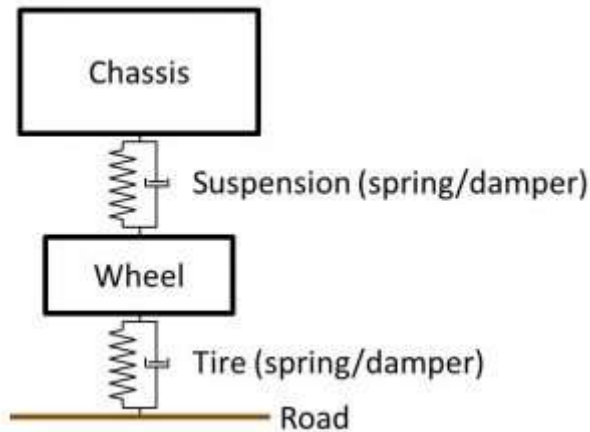 Chassis
Suspension (spring/damper)
Wheel
Tire (spring/damper)
Road